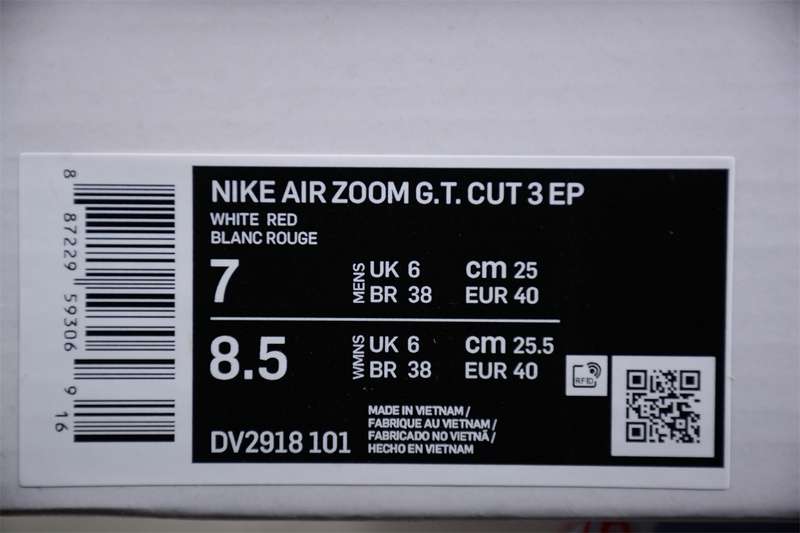 8
87229
59306
9
16
NIKE AIR ZOOM G.T. CUT 3 EP
WHITE RED
BLANC ROUGE
7
MENS
UK 6
cm 25
BR 38
EUR 40
8.5
WMNS
UK 6
cm 25.5
BR 38
EUR 40
RFID
DV2918 101
MADE IN VIETNAM /
FABRIQUE AU VIETNAM /
FABRICADO NO VIETNÃ /
HECHO EN VIETNAM